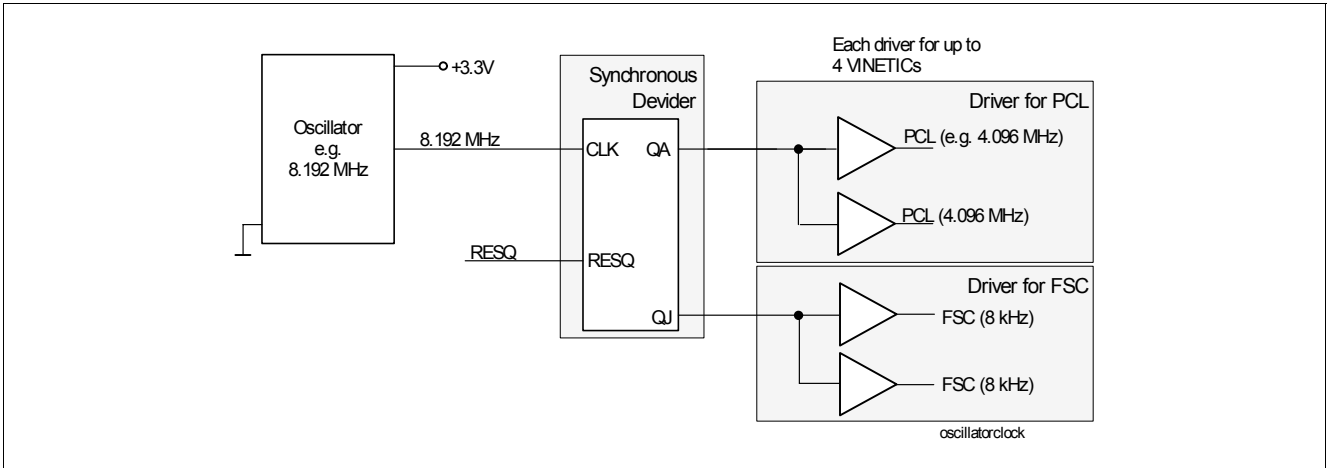 Each driver for up to
4 VINETICs
+3.3V
Synchronous
Devider
Driver for PCL
Oscillator
e.g.
8.192 MHz
8.192 MHz
CLK
QA
PCL (e.g. 4.096 MHz)
PCL (4.096 MHz)
RESQ
RESQ
Driver for FSC
QJ
FSC (8 kHz)
FSC (8 kHz)
oscillatorclock